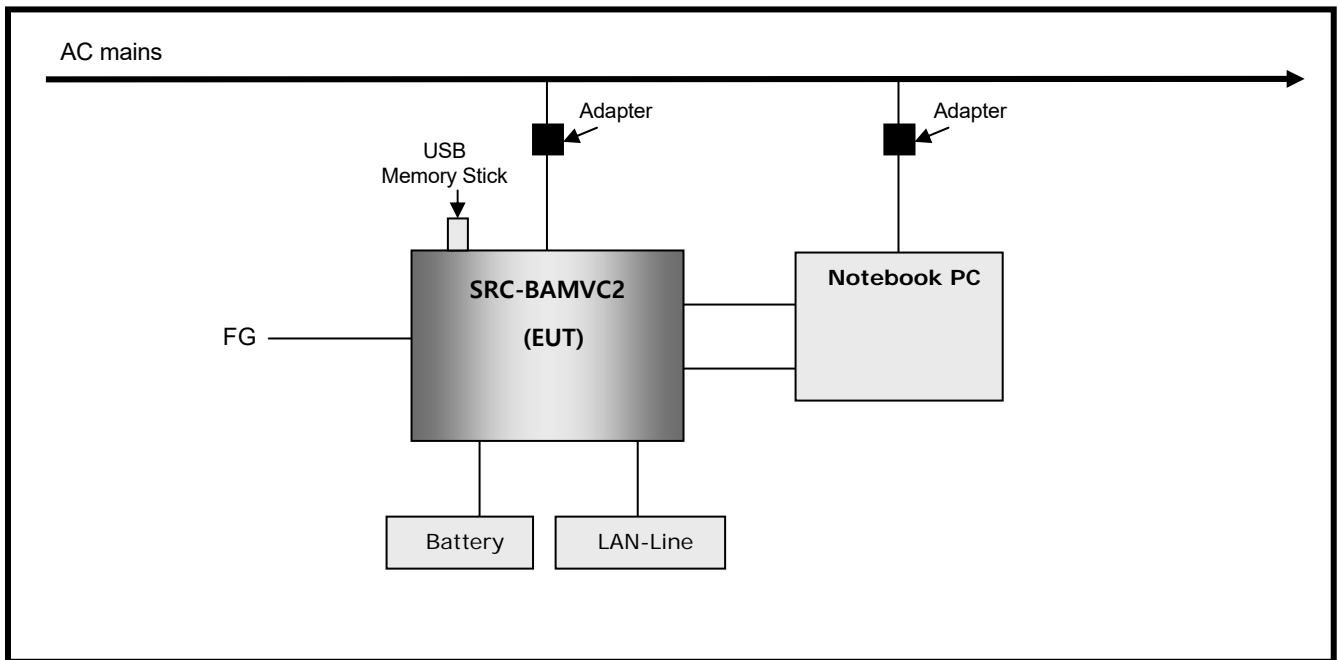 AC mains
Adapter
Adapter
USB
Memory Stick
SRC-BAMVC2
(EUT)
Notebook PC
FG
Battery
LAN-Line